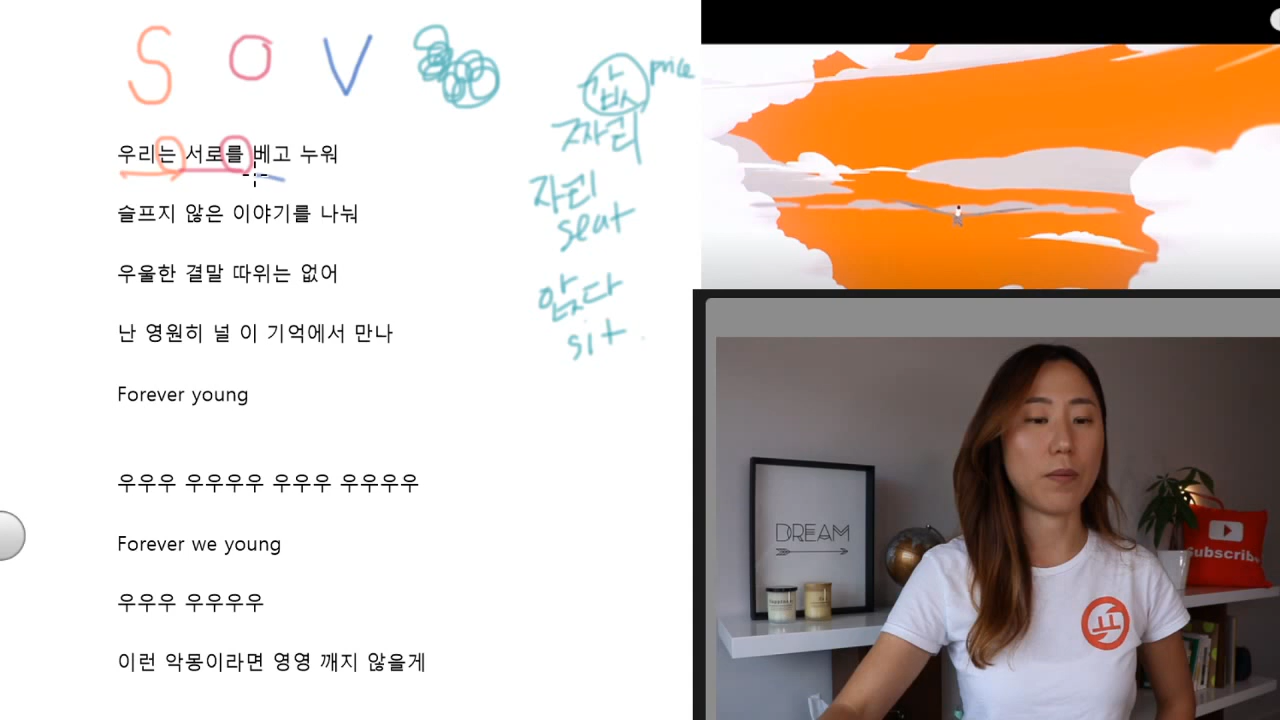 S O V
값 price
자리
자리
seat
앉다
sit
우리는 서로를 베고 누워
슬프지 않은 이야기를 나눠
우울한 결말 따위는 없어
난 영원히 널 이 기억에서 만나
Forever young
우우우 우우우우 우우우 우우우우
Forever we young
우우우 우우우우
이런 악몽이라면 영영 깨지 않을게
DREAM
Subscribe